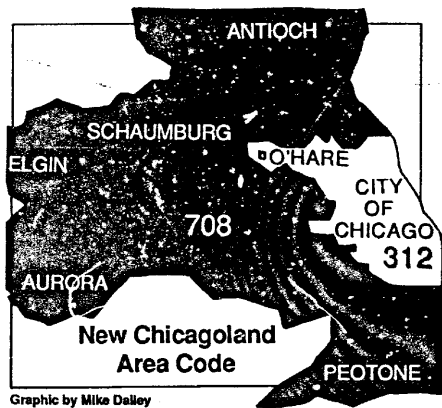 ANTIOCH
SCHAUMBURG
ELGIN
O'HARE
CITY
OF
CHICAGO
312
708
AURORA
New Chicagoland
Area Code
PEOTONE
Graphic by Mike Dailey